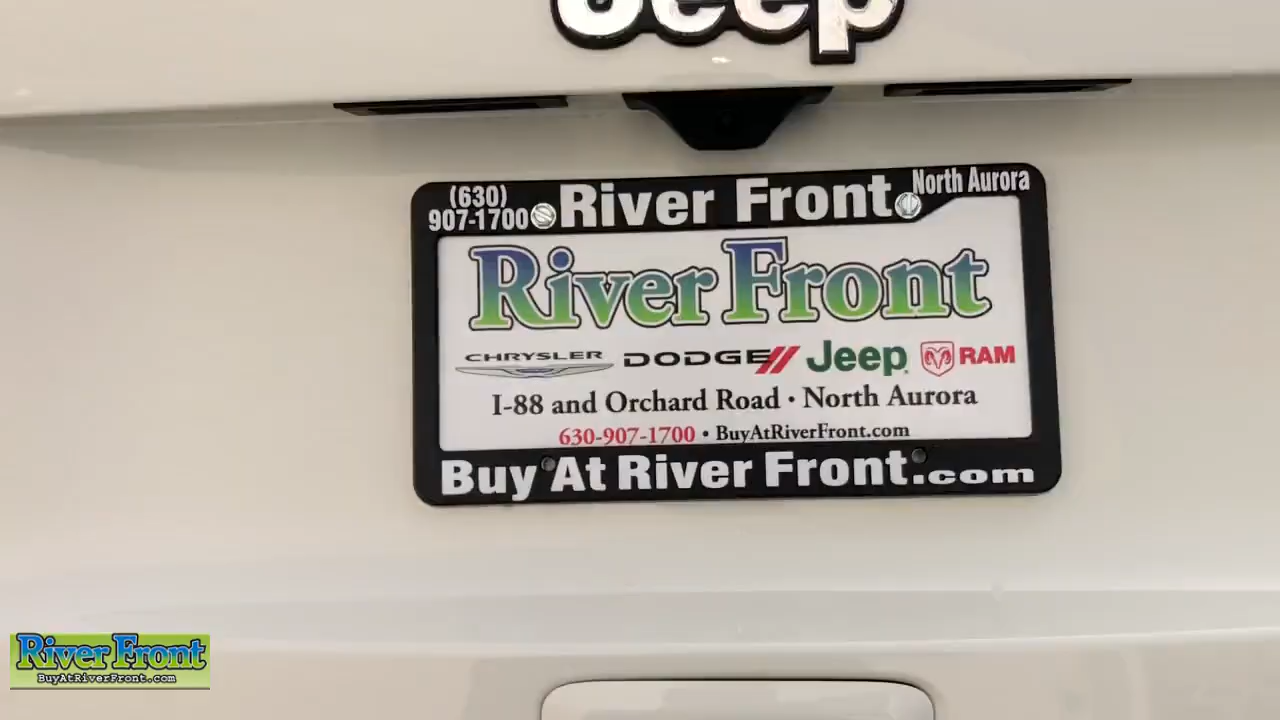 Jeep
(630)
907-1700
River Front.
North Aurora
River Front
CHRYSLER DODGE Jeep RAM
I-88 and Orchard Road • North Aurora
630-907-1700 • BuyAtRiverFront.com
Buy At River Front.com
River Front
BuyAtRiverFront.com